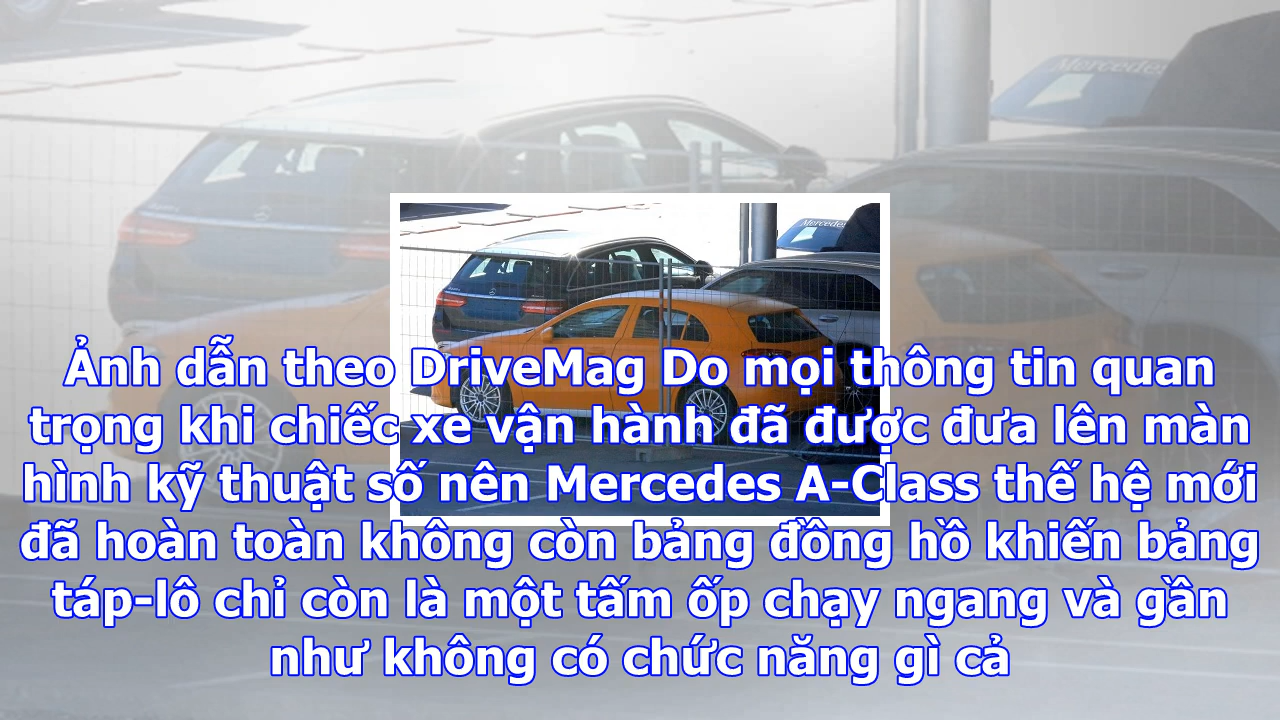 Mercedes
Mercedes
Ảnh dẫn theo DriveMag Do mọi thông tin quan
trọng khi chiếc xe vận hành đã được đưa lên màn
hình kỹ thuật số nên Mercedes A-Class thế hệ mới
đã hoàn toàn không còn bảng đồng hồ khiến bảng
táp-lô chỉ còn là một tấm ốp chạy ngang và gần
như không có chức năng gì cả